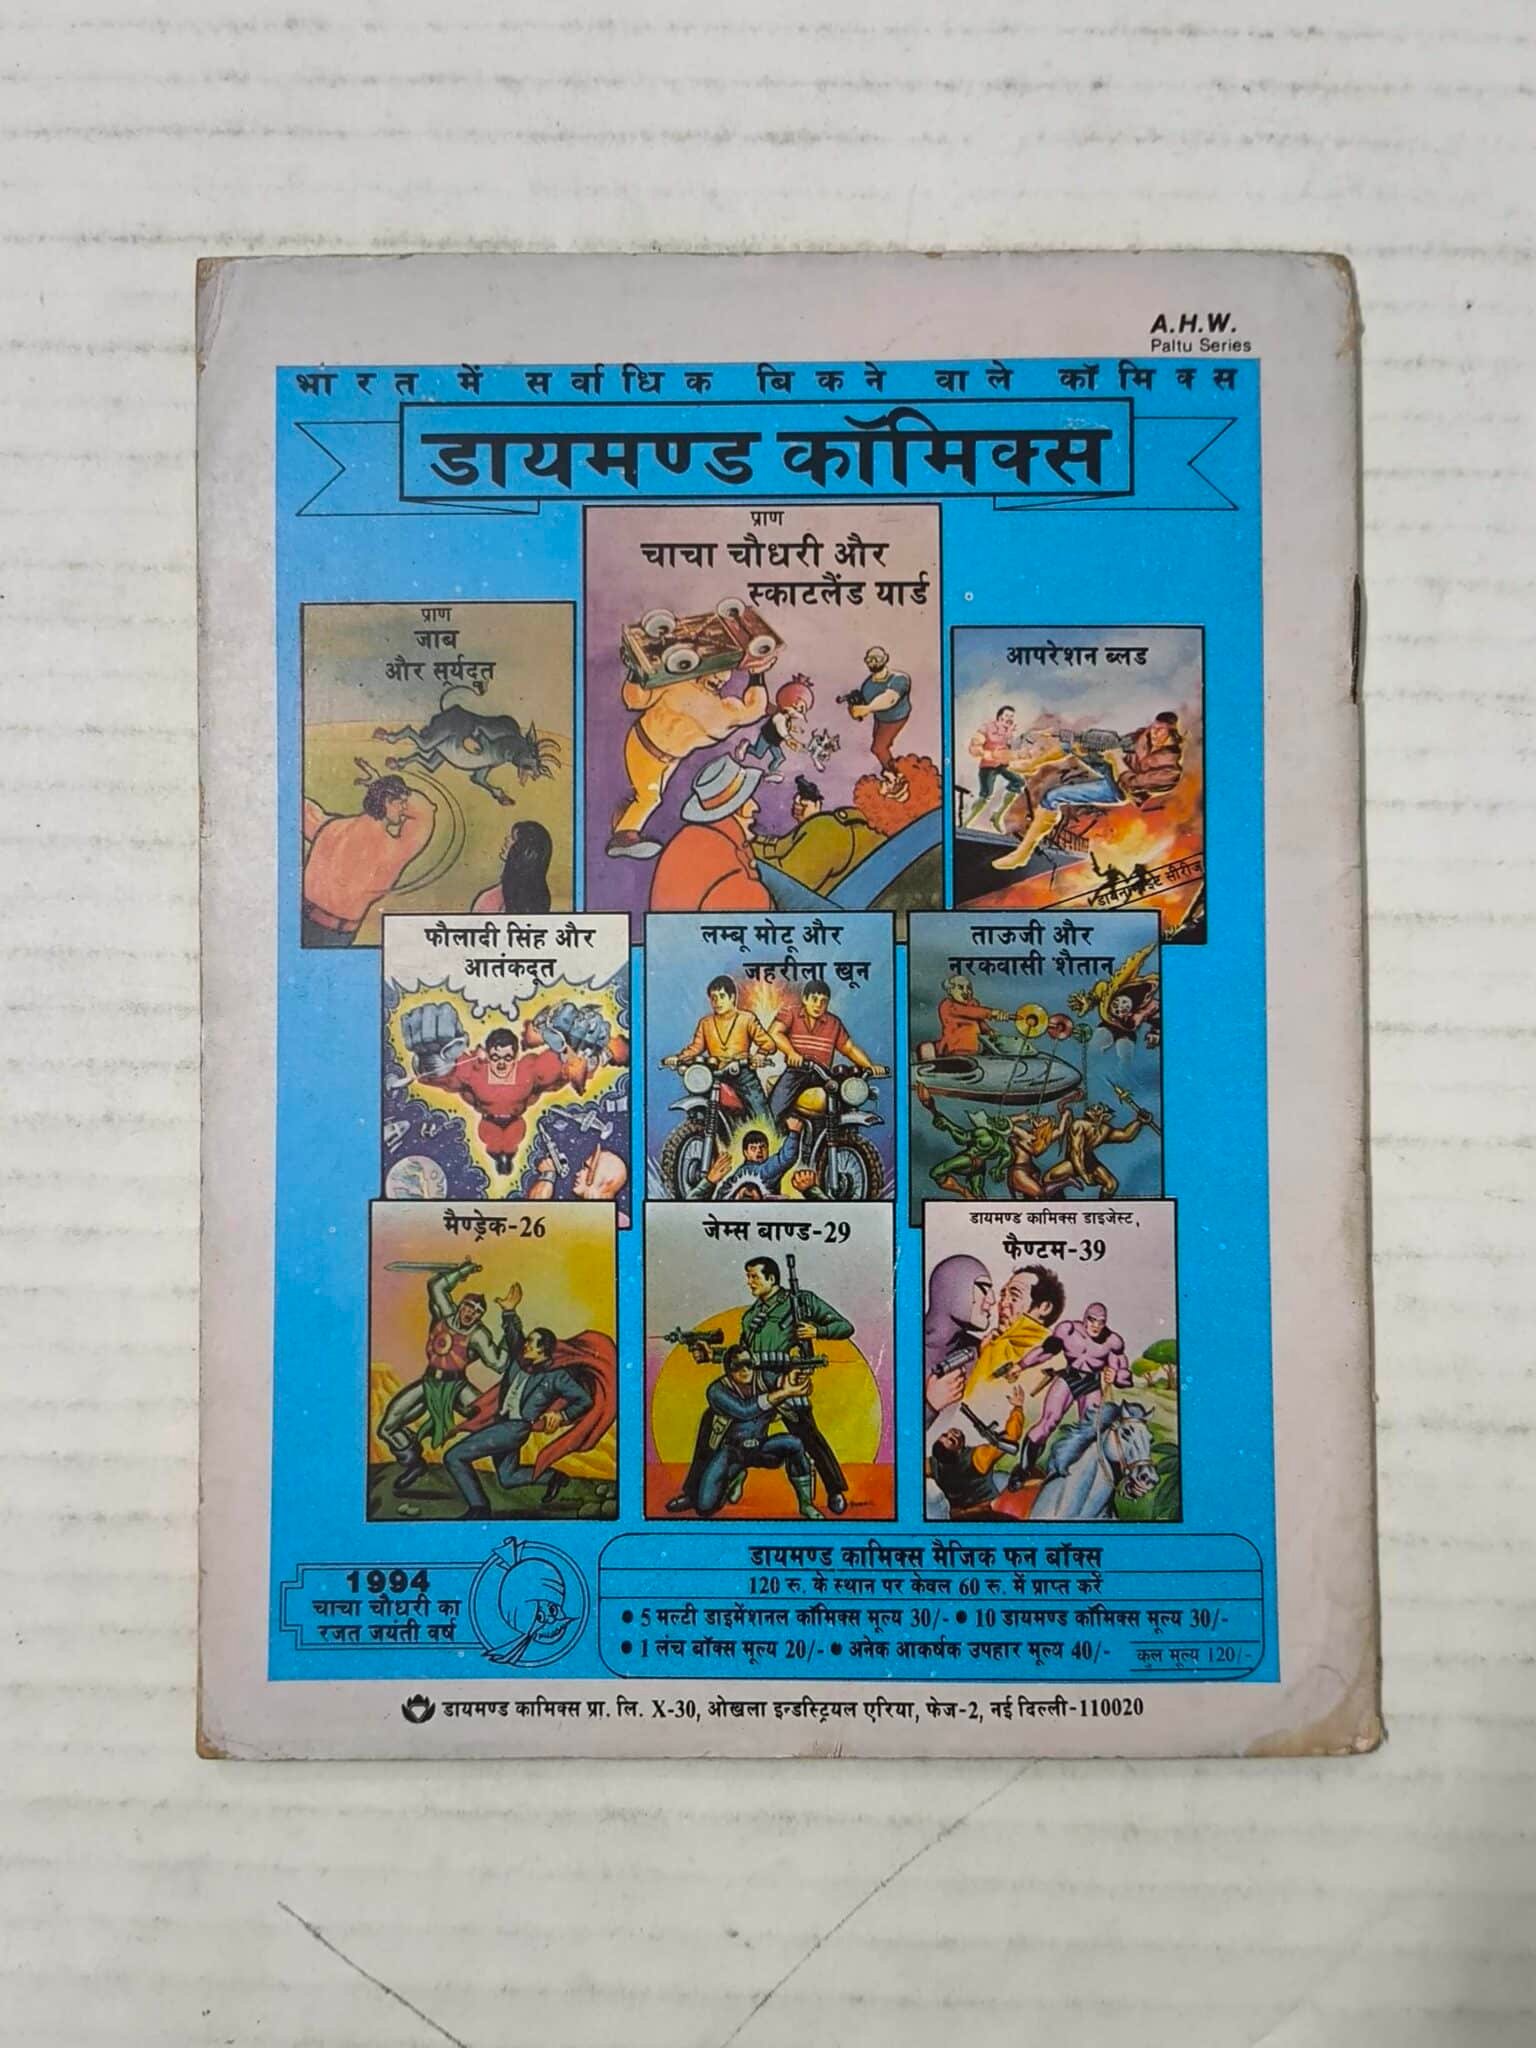 A.H.W.
Paltu Series
भारत में सर्वाधिक बिकने वाले कॉमिक्स
डायमण्ड कॉमिक्स
प्राण
चाचा चौधरी और
स्काटलैंड यार्ड
प्राण
जाब
और सूर्यदूत
आपरेशन ब्लड
डायनामाइट सीरीज
फौलादी सिंह और
आतंकदूत
लम्बू मोटू और
जहरीला खून
ताऊजी और
नरकवासी शैतान
मैण्ड्रेक-26
जेम्स बाण्ड-29
डायमण्ड कामिक्स डाइजेस्ट,
फैण्टम-39
1994
चाचा चौधरी का
रजत जयंती वर्ष
डायमण्ड कामिक्स मैजिक फन बॉक्स
120 रु. के स्थान पर केवल 60 रु. में प्राप्त करें
● 5 मल्टी डाइमेंशनल कॉमिक्स मूल्य 30/- ● 10 डायमण्ड कॉमिक्स मूल्य 30/-
● 1 लंच बॉक्स मूल्य 20/- ● अनेक आकर्षक उपहार मूल्य 40/- कुल मूल्य 120/-
डायमण्ड कामिक्स प्रा. लि. X-30, ओखला इन्डस्ट्रियल एरिया, फेज-2, नई दिल्ली-110020